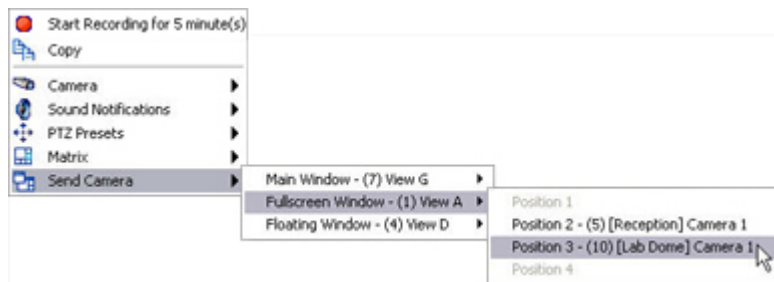 Start Recording for 5 minute(s)
Copy
Camera
Sound Notifications
PTZ Presets
Matrix
Send Camera
Main Window - (7) View G
Fullscreen Window - (1) View A
Floating Window - (4) View D
Position 1
Position 2 - (5) [Reception] Camera 1
Position 3 - (10) [Lab Dome] Camera 1
Position 4